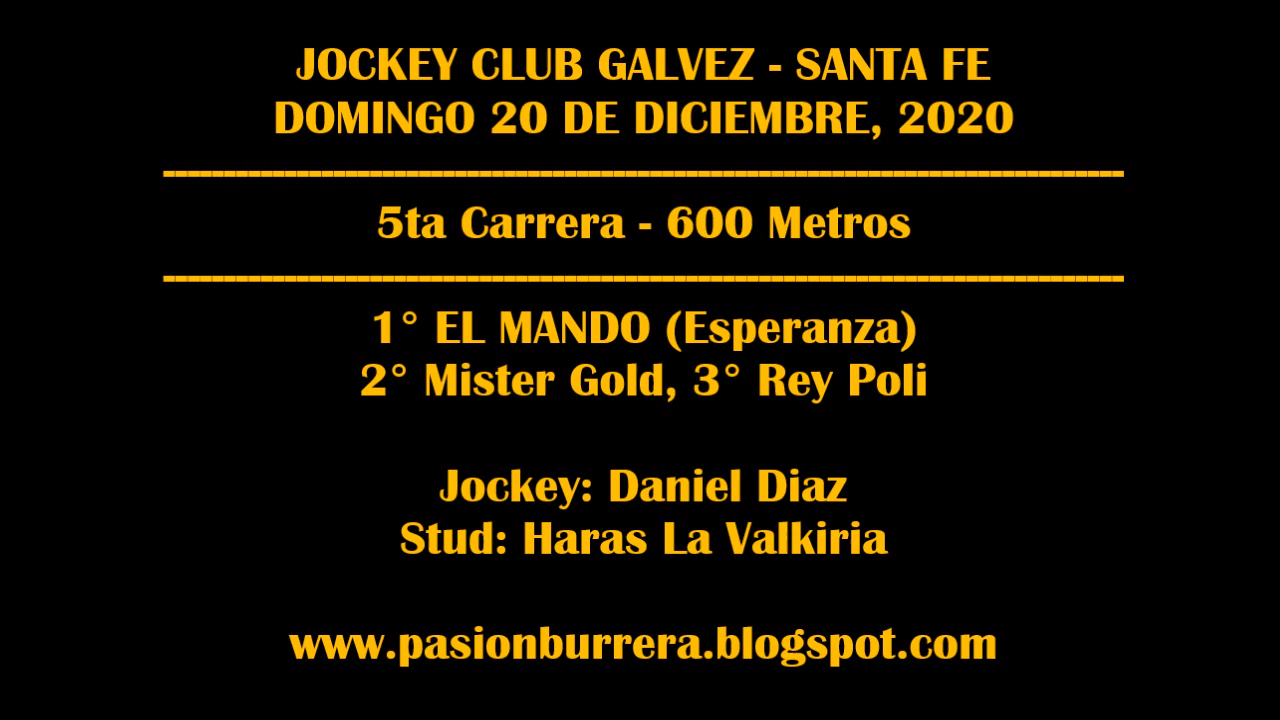 JOCKEY CLUB GALVEZ - SANTA FE
DOMINGO 20 DE DICIEMBRE, 2020
5ta Carrera - 600 Metros
1° EL MANDO (Esperanza)
2° Mister Gold, 3° Rey Poli
Jockey: Daniel Diaz
Stud: Haras La Valkiria
www.pasionburrera.blogspot.com